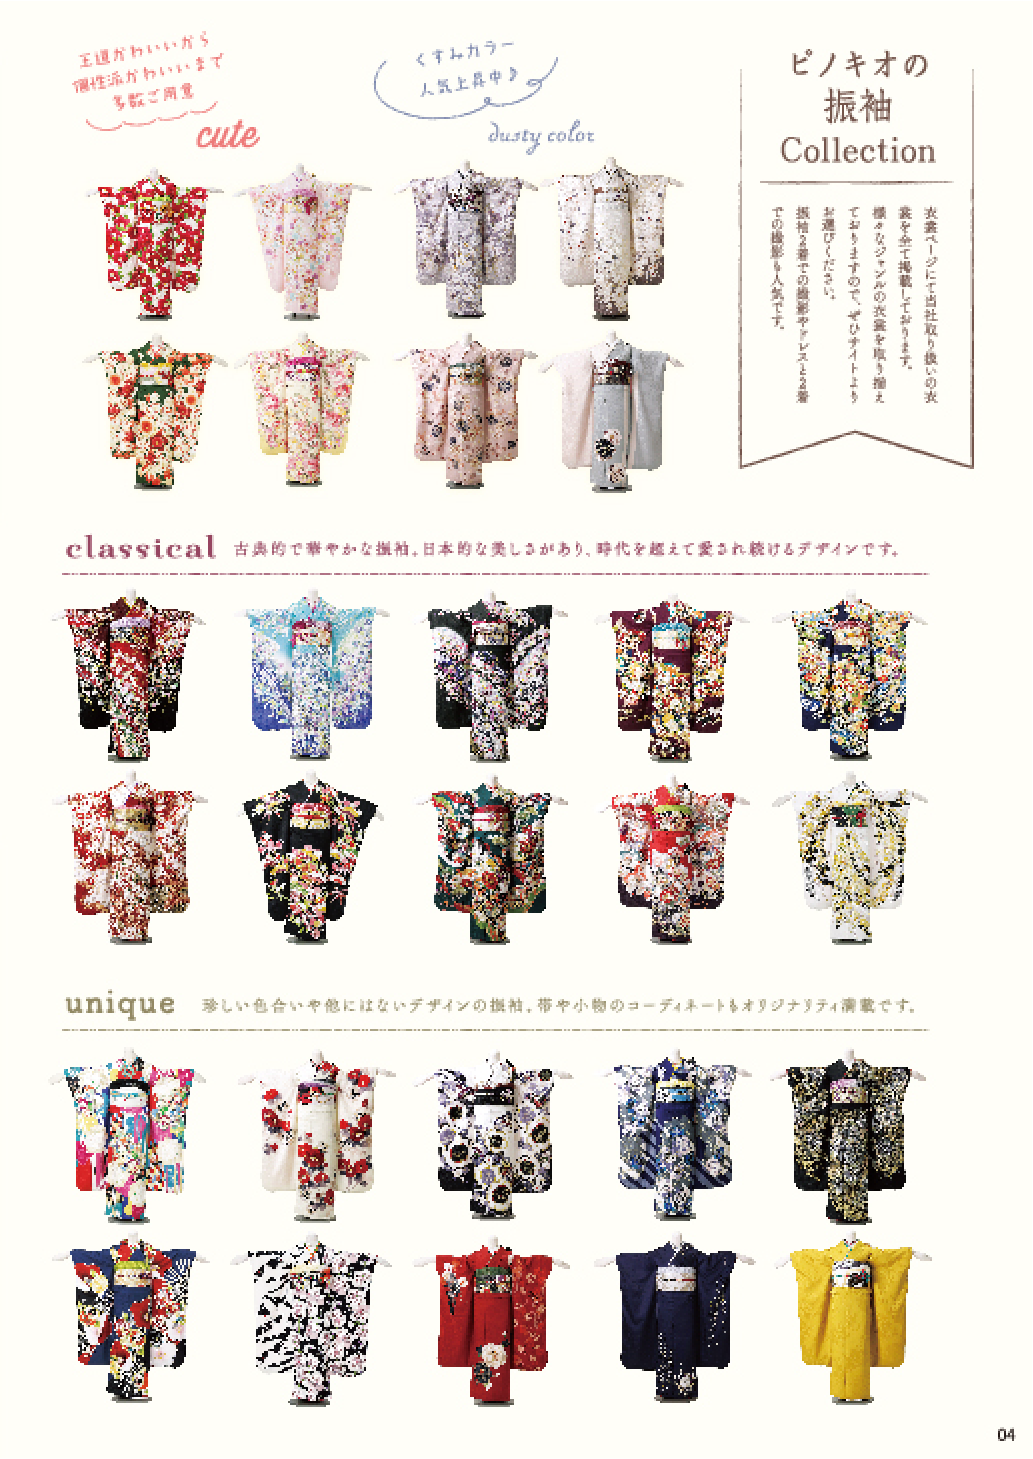 王道かわいいから
個性派かわいいまで
多数ご用意
cute
くすみカラー
人気上昇中♪
dusty color
ピノキオの
振袖
Collection
衣裳ページにて当社取り扱いの衣
裳を全て掲載しております。
様々なジャンルの衣裳を取り揃え
ておりますので、ぜひサイトより
お選びください。
振袖2着での撮影やドレスと2着
での撮影も人気です。
classical 古典的で華やかな振袖。日本的な美しさがあり、時代を超えて愛され続けるデザインです。
unique 珍しい色合いや他にはないデザインの振袖。帯や小物のコーディネートもオリジナリティ満載です。
04